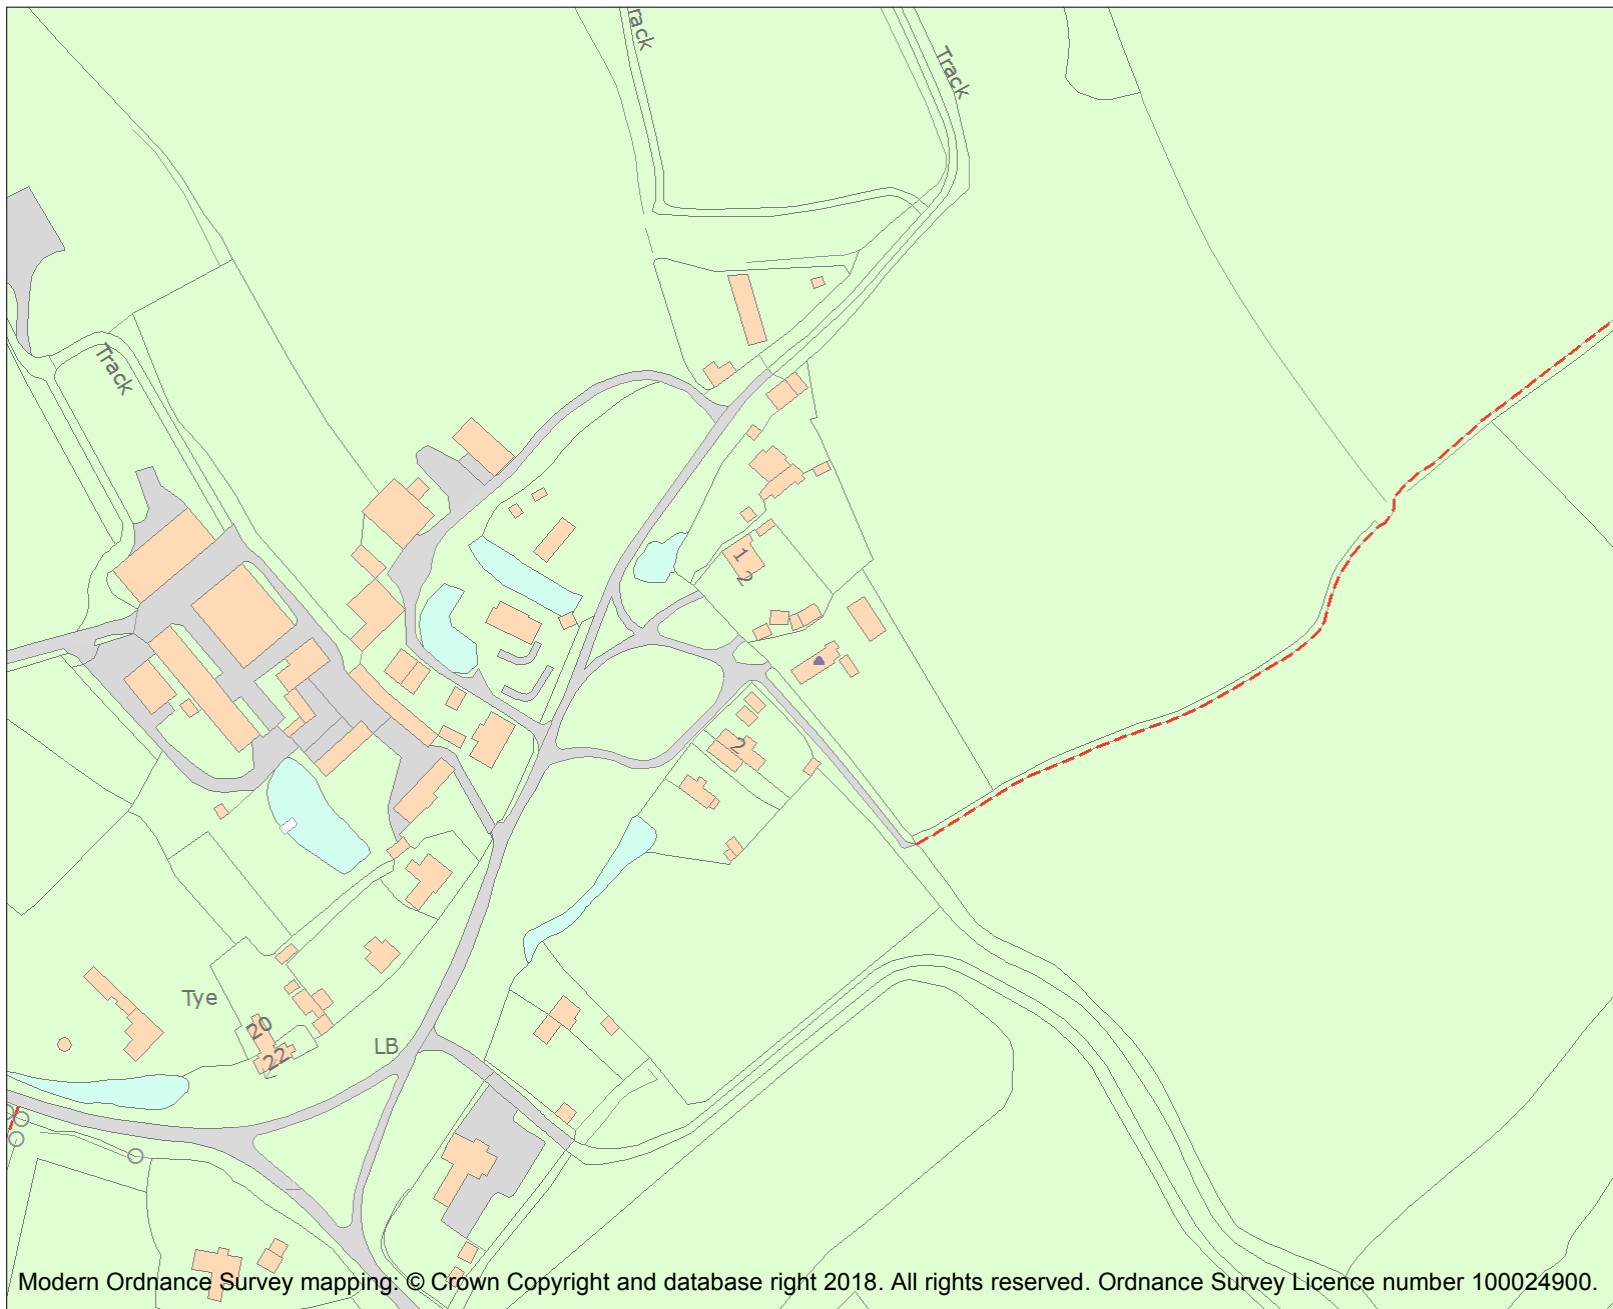 rack
Track
Track
1
2
2
Tye
20
22
LB
Modern Ordnance Survey mapping: © Crown Copyright and database right 2018. All rights reserved. Ordnance Survey Licence number 100024900.